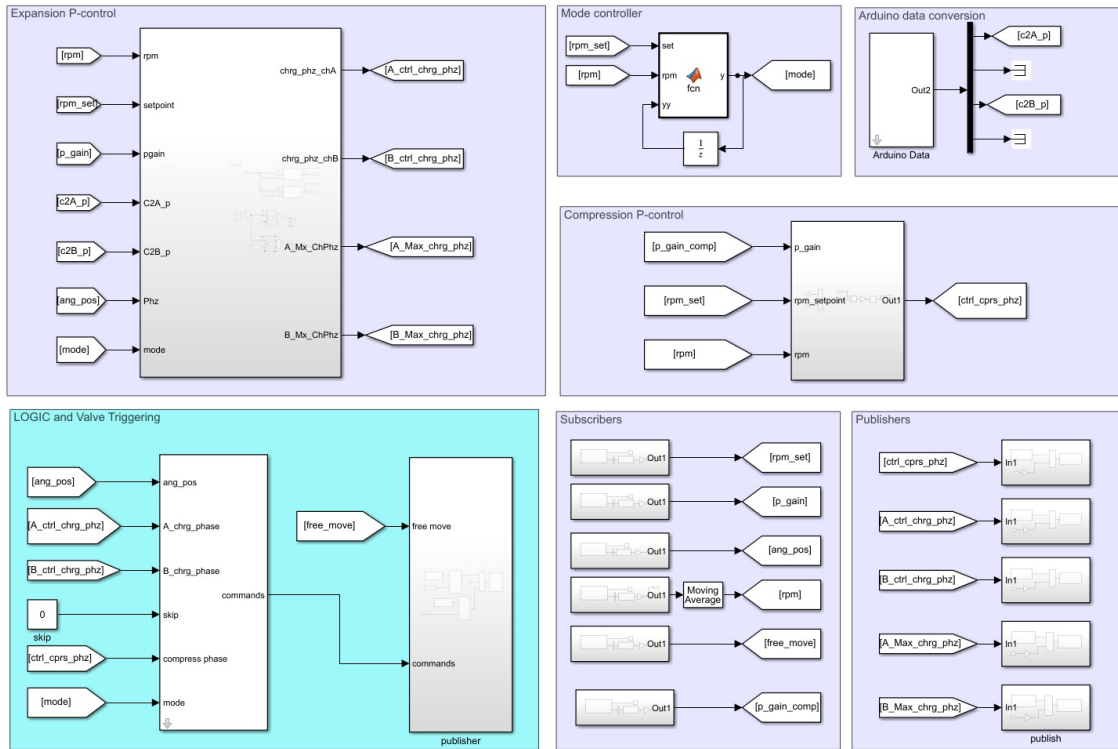 Expansion P-control
[rpm]
rpm
chrg_phz_chA
[A_ctrl_chrg_phz]
[rpm_set]
setpoint
[p_gain]
pgain
chrg_phz_chB
[B_ctrl_chrg_phz]
[c2A_p]
C2A_p
[c2B_p]
C2B_p
A_Mx_ChPhz
[A_Max_chrg_phz]
[ang_pos]
Phz
B_Mx_ChPhz
[B_Max_chrg_phz]
[mode]
mode
Mode controller
[rpm_set]
set
[rpm]
rpm
fcn
y
[mode]
yy
1
z
Arduino data conversion
[c2A_p]
Out2
[c2B_p]
Arduino Data
Compression P-control
[p_gain_comp]
p_gain
[rpm_set]
rpm_setpoint
Out1
[ctrl_cprs_phz]
[rpm]
rpm
LOGIC and Valve Triggering
[ang_pos]
ang_pos
[A_ctrl_chrg_phz]
A_chrg_phase
[free_move]
free move
[B_ctrl_chrg_phz]
B_chrg_phase
commands
0
skip
skip
[ctrl_cprs_phz]
compress phase
commands
[mode]
mode
publisher
Subscribers
Out1
[rpm_set]
Out1
[p_gain]
Out1
[ang_pos]
Out1
Moving
Average
[rpm]
Out1
[free_move]
Out1
[p_gain_comp]
Publishers
[ctrl_cprs_phz]
In1
[A_ctrl_chrg_phz]
In1
[B_ctrl_chrg_phz]
In1
[A_Max_chrg_phz]
In1
[B_Max_chrg_phz]
In1
publish